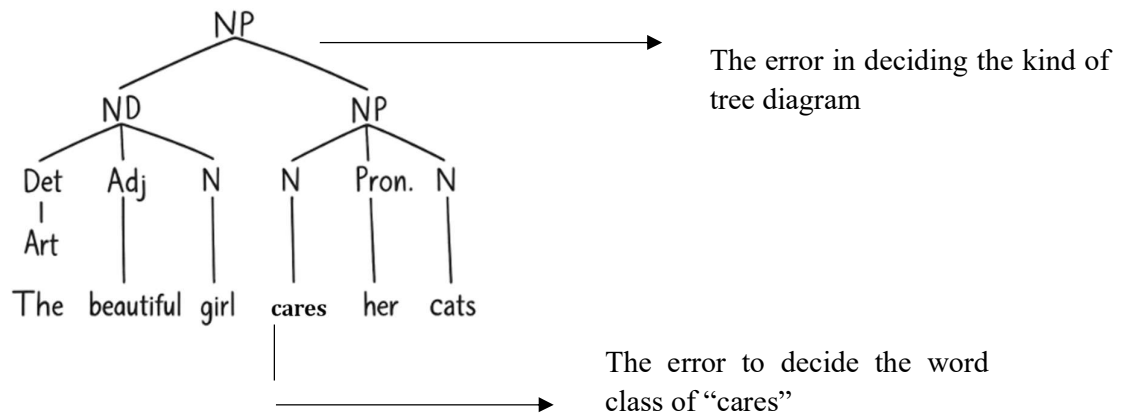 NP
The error in deciding the kind of
tree diagram
ND NP
Det Adj N N Pron. N
Art
The beautiful girl cares her cats
The error to decide the word
class of “cares”